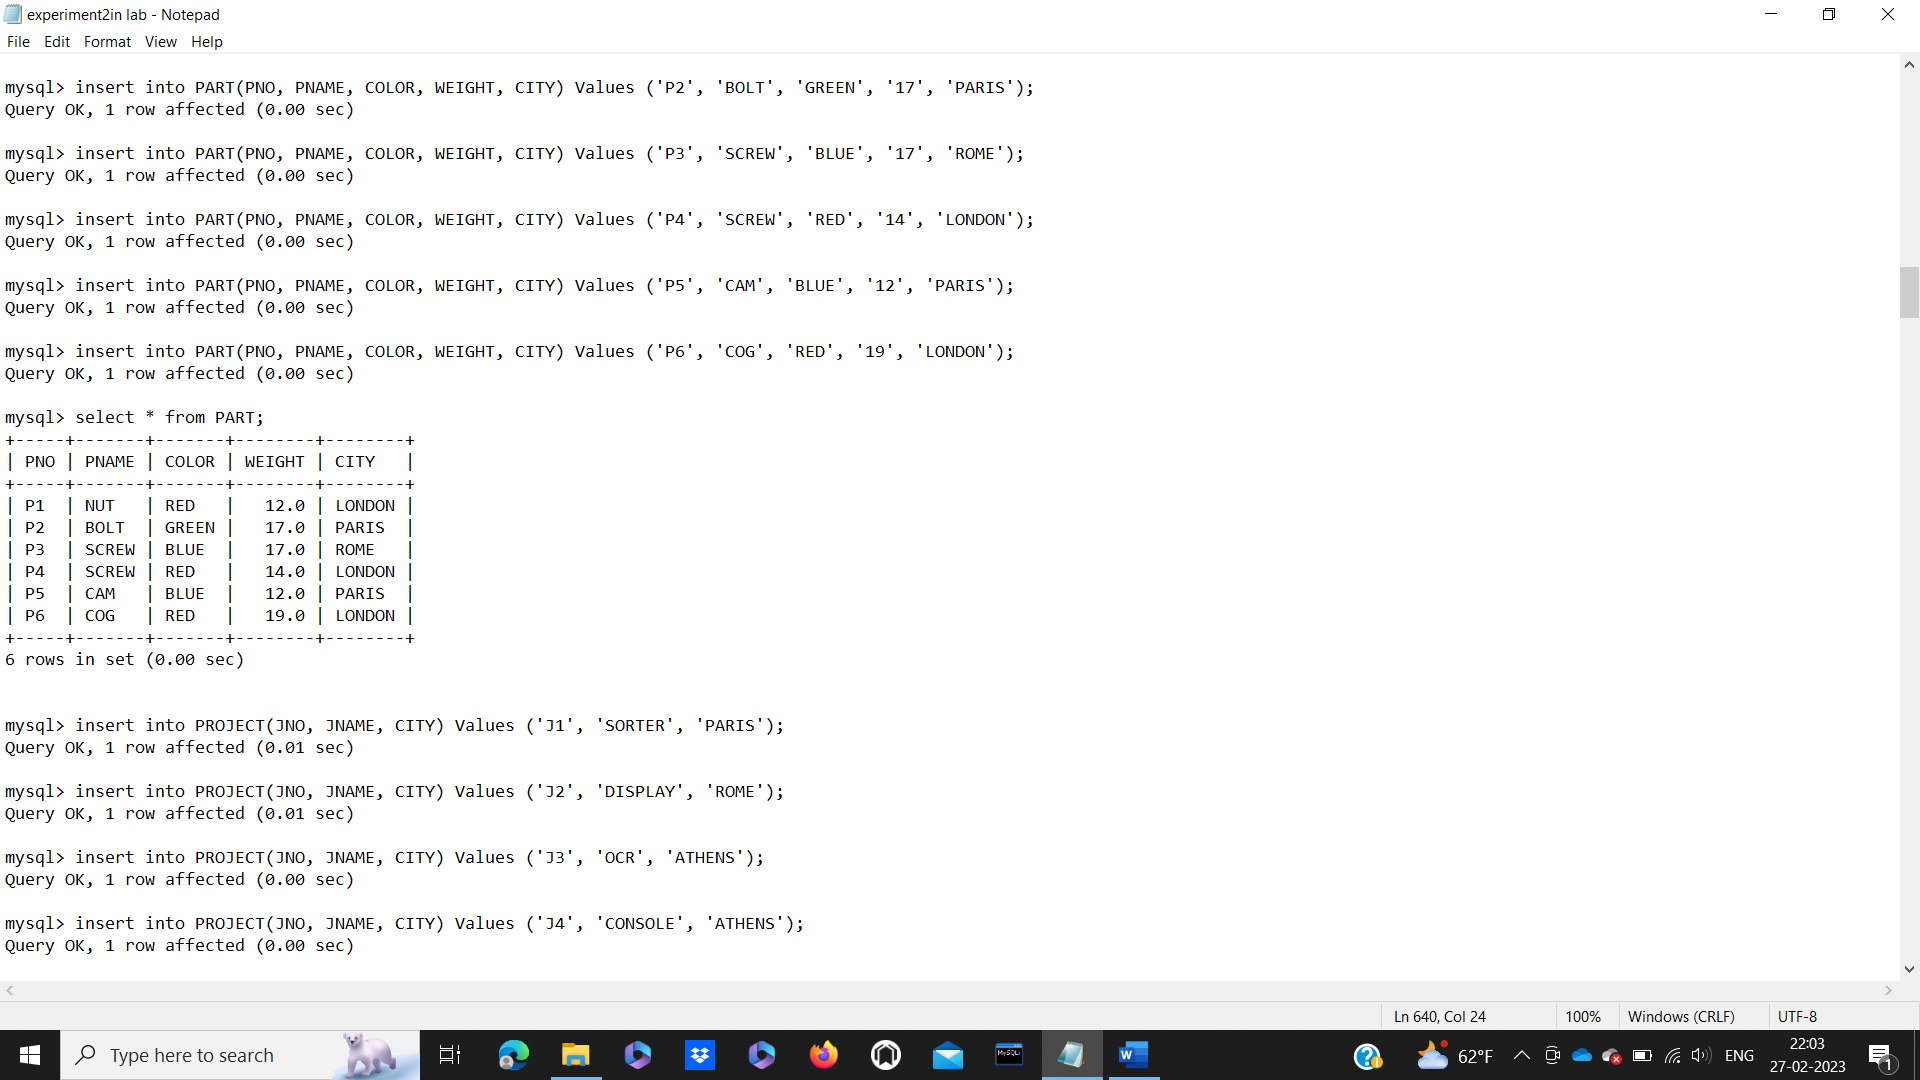 experiment2in lab - Notepad
File Edit Format View Help
mysql> insert into PART(PNO, PNAME, COLOR, WEIGHT, CITY) Values ('P2', 'BOLT', 'GREEN', '17', 'PARIS');
Query OK, 1 row affected (0.00 sec)
mysql> insert into PART(PNO, PNAME, COLOR, WEIGHT, CITY) Values ('P3', 'SCREW', 'BLUE', '17', 'ROME');
Query OK, 1 row affected (0.00 sec)
mysql> insert into PART(PNO, PNAME, COLOR, WEIGHT, CITY) Values ('P4', 'SCREW', 'RED', '14', 'LONDON');
Query OK, 1 row affected (0.00 sec)
mysql> insert into PART(PNO, PNAME, COLOR, WEIGHT, CITY) Values ('P5', 'CAM', 'BLUE', '12', 'PARIS');
Query OK, 1 row affected (0.00 sec)
mysql> insert into PART(PNO, PNAME, COLOR, WEIGHT, CITY) Values ('P6', 'COG', 'RED', '19', 'LONDON');
Query OK, 1 row affected (0.00 sec)
mysql> select * from PART;
+-----+-------+-------+--------+--------+
| PNO | PNAME | COLOR | WEIGHT | CITY   |
+-----+-------+-------+--------+--------+
| P1  | NUT   | RED   |   12.0 | LONDON |
| P2  | BOLT  | GREEN |   17.0 | PARIS  |
| P3  | SCREW | BLUE  |   17.0 | ROME   |
| P4  | SCREW | RED   |   14.0 | LONDON |
| P5  | CAM   | BLUE  |   12.0 | PARIS  |
| P6  | COG   | RED   |   19.0 | LONDON |
+-----+-------+-------+--------+--------+
6 rows in set (0.00 sec)
mysql> insert into PROJECT(JNO, JNAME, CITY) Values ('J1', 'SORTER', 'PARIS');
Query OK, 1 row affected (0.01 sec)
mysql> insert into PROJECT(JNO, JNAME, CITY) Values ('J2', 'DISPLAY', 'ROME');
Query OK, 1 row affected (0.01 sec)
mysql> insert into PROJECT(JNO, JNAME, CITY) Values ('J3', 'OCR', 'ATHENS');
Query OK, 1 row affected (0.00 sec)
mysql> insert into PROJECT(JNO, JNAME, CITY) Values ('J4', 'CONSOLE', 'ATHENS');
Query OK, 1 row affected (0.00 sec)
Ln 640, Col 24 100% Windows (CRLF) UTF-8
Type here to search
62°F ENG
22:03
27-02-2023
1